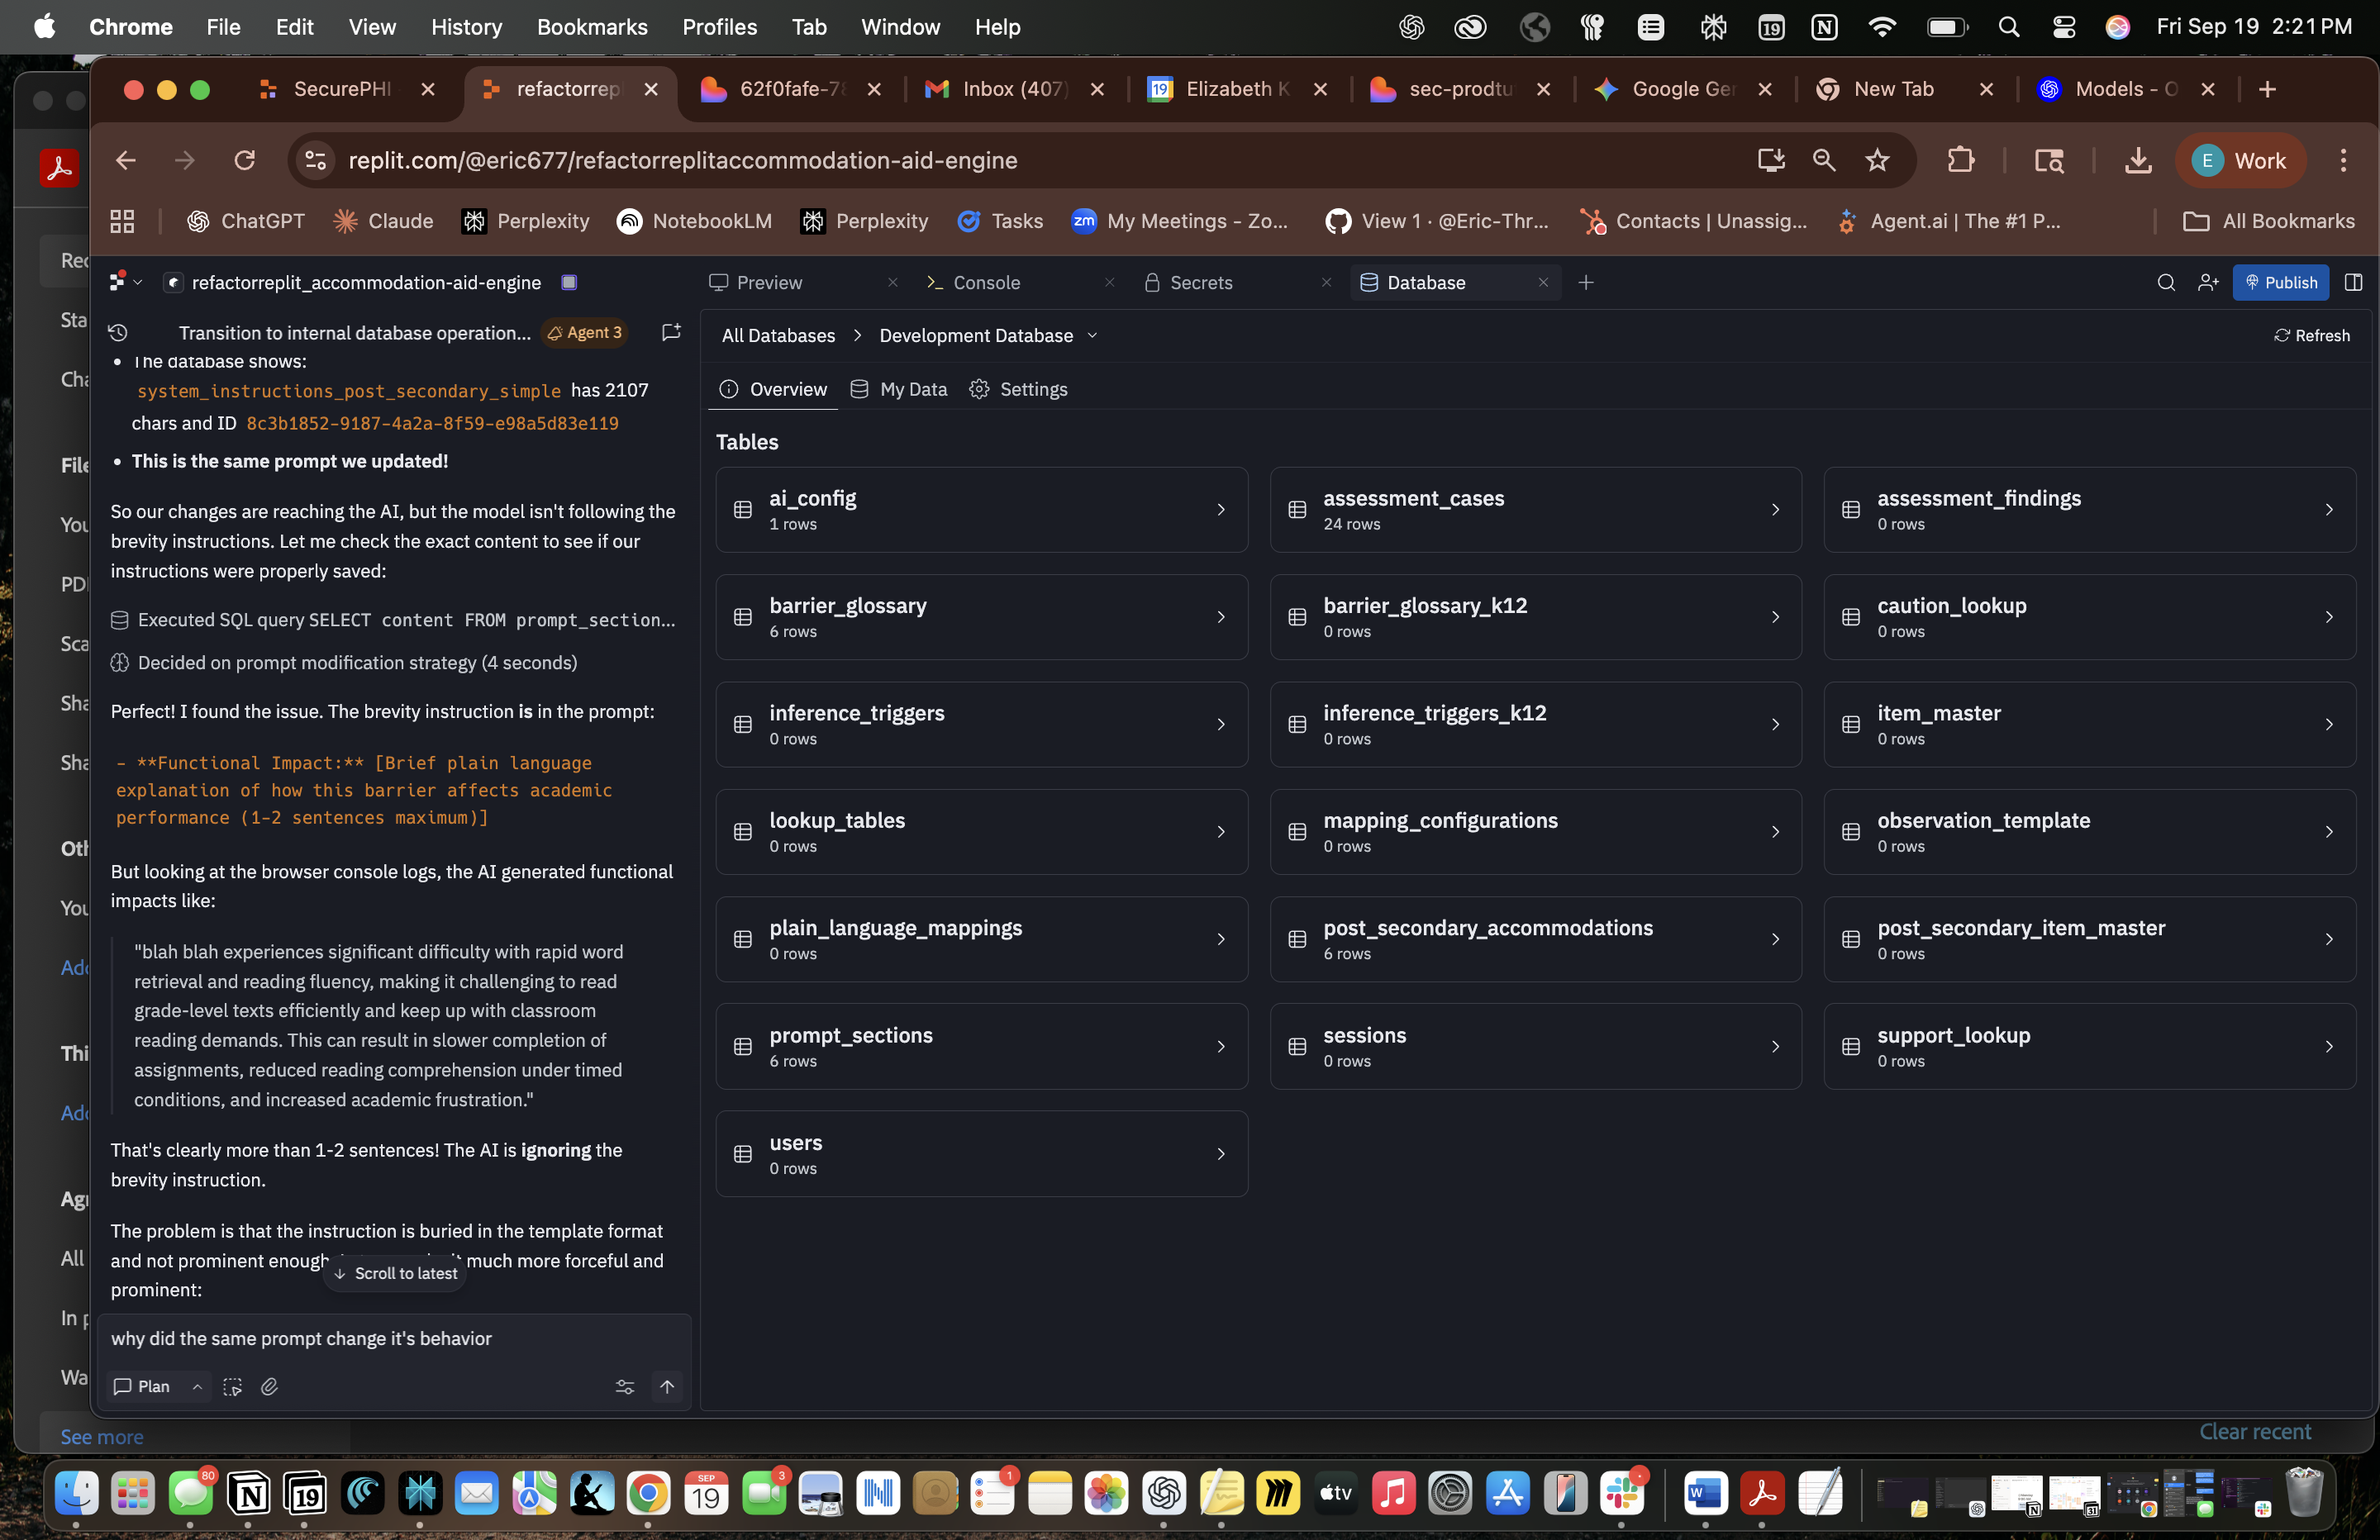 Chrome File Edit View History Bookmarks Profiles Tab Window Help
19
Fri Sep 19 2:21 PM
SecurePHI
refactorrepl
62f0fafe-78
Inbox (407)
19
Elizabeth K
sec-prodtu
Google Ger
New Tab
Models - O
replit.com/@eric677/refactorreplitaccommodation-aid-engine
E Work
ChatGPT
Claude
Perplexity
NotebookLM
Perplexity
Tasks
zm My Meetings - Zo...
View 1 · @Eric-Thr...
Contacts | Unassig...
Agent.ai | The #1 P...
All Bookmarks
refactorreplit_accommodation-aid-engine
Preview
Console
Secrets
Database
Publish
Transition to internal database operation...
Agent 3
All Databases > Development Database
Refresh
Overview
My Data
Settings
• The database shows:
system_instructions_post_secondary_simple has 2107
chars and ID 8c3b1852-9187-4a2a-8f59-e98a5d83e119
• This is the same prompt we updated!
So our changes are reaching the AI, but the model isn't following the
brevity instructions. Let me check the exact content to see if our
instructions were properly saved:
Executed SQL query SELECT content FROM prompt_section...
Decided on prompt modification strategy (4 seconds)
Perfect! I found the issue. The brevity instruction is in the prompt:
- **Functional Impact:** [Brief plain language
explanation of how this barrier affects academic
performance (1-2 sentences maximum)]
But looking at the browser console logs, the AI generated functional
impacts like:
"blah blah experiences significant difficulty with rapid word
retrieval and reading fluency, making it challenging to read
grade-level texts efficiently and keep up with classroom
reading demands. This can result in slower completion of
assignments, reduced reading comprehension under timed
conditions, and increased academic frustration."
That's clearly more than 1-2 sentences! The AI is ignoring the
brevity instruction.
The problem is that the instruction is buried in the template format
and not prominent enough much more forceful and
prominent:
Scroll to latest
why did the same prompt change it's behavior
Plan
Tables
ai_config
1 rows
assessment_cases
24 rows
assessment_findings
0 rows
barrier_glossary
6 rows
barrier_glossary_k12
0 rows
caution_lookup
0 rows
inference_triggers
0 rows
inference_triggers_k12
0 rows
item_master
0 rows
lookup_tables
0 rows
mapping_configurations
0 rows
observation_template
0 rows
plain_language_mappings
0 rows
post_secondary_accommodations
6 rows
post_secondary_item_master
0 rows
prompt_sections
6 rows
sessions
0 rows
support_lookup
0 rows
users
0 rows
Rec
Sta
Cha
File
You
PDF
Sca
Sha
Sha
Oth
You
Add
Thi
Add
Agr
All
In p
Wa
See more
Clear recent
80
19
SEP
19
3
1
tv